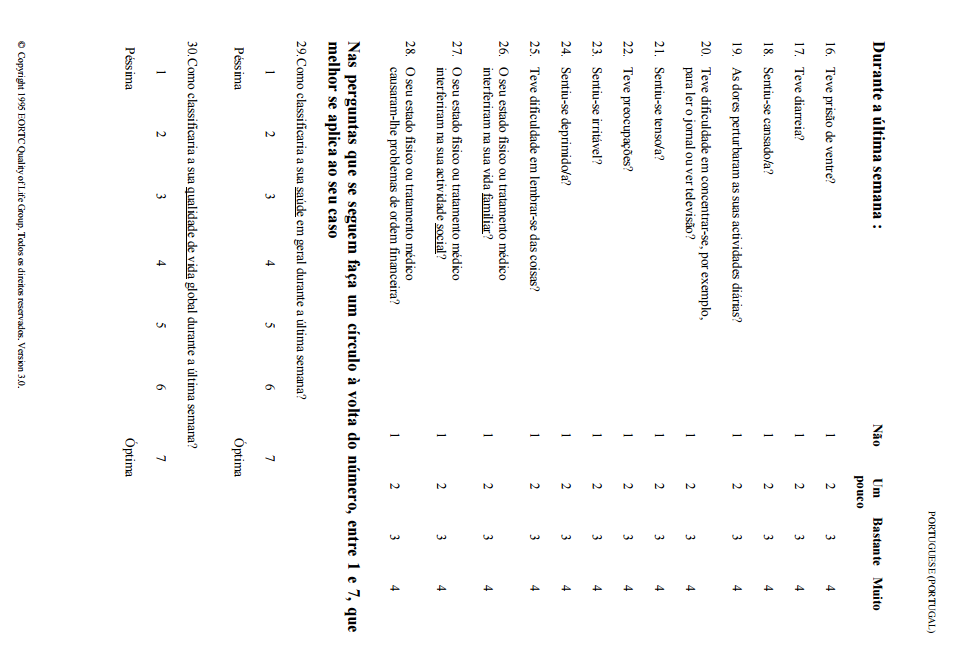 PORTUGUESE (PORTUGAL)
Durante a última semana : Não Um Bastante Muito
pouco
16. Teve prisão de ventre? 1 2 3 4
17. Teve diarreia? 1 2 3 4
18. Sentiu-se cansado/a? 1 2 3 4
19. As dores perturbaram as suas actividades diárias? 1 2 3 4
20. Teve dificuldade em concentrar-se, por exemplo, 1 2 3 4
para ler o jornal ou ver televisão?
21. Sentiu-se tenso/a? 1 2 3 4
22. Teve preocupações? 1 2 3 4
23. Sentiu-se irritável? 1 2 3 4
24. Sentiu-se deprimido/a? 1 2 3 4
25. Teve dificuldade em lembrar-se das coisas? 1 2 3 4
26. O seu estado físico ou tratamento médico
interferiram na sua vida familiar? 1 2 3 4
27. O seu estado físico ou tratamento médico
interferiram na sua actividade social? 1 2 3 4
28. O seu estado físico ou tratamento médico
causaram-lhe problemas de ordem financeira? 1 2 3 4
Nas perguntas que se seguem faça um círculo à volta do número, entre 1 e 7, que
melhor se aplica ao seu caso
29.Como classificaria a sua saúde em geral durante a última semana?
1 2 3 4 5 6 7
Péssima Óptima
30.Como classificaria a sua qualidade de vida global durante a última semana?
1 2 3 4 5 6 7
Péssima Óptima
© Copyright 1995 EORTC Quality of Life Group. Todos os direitos reservados. Version 3.0.